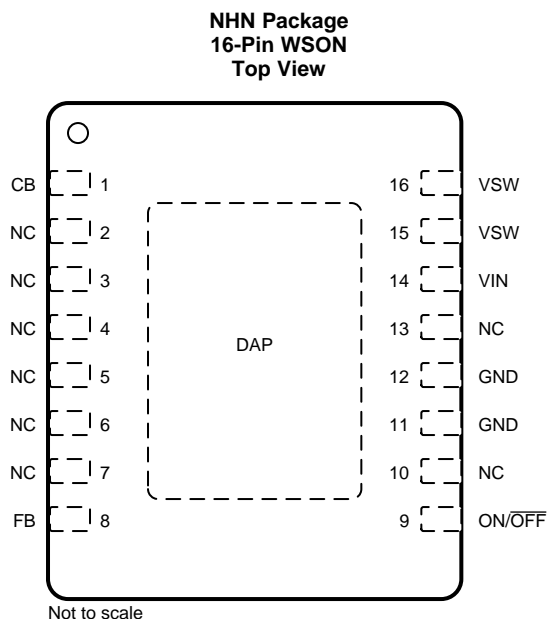 NHN Package
16-Pin WSON
Top View
CB 1 16 VSW
NC 2 15 VSW
NC 3 14 VIN
NC 4 13 NC
NC 5 DAP 12 GND
NC 6 11 GND
NC 7 10 NC
FB 8 9 ON/O̅F̅F̅
Not to scale